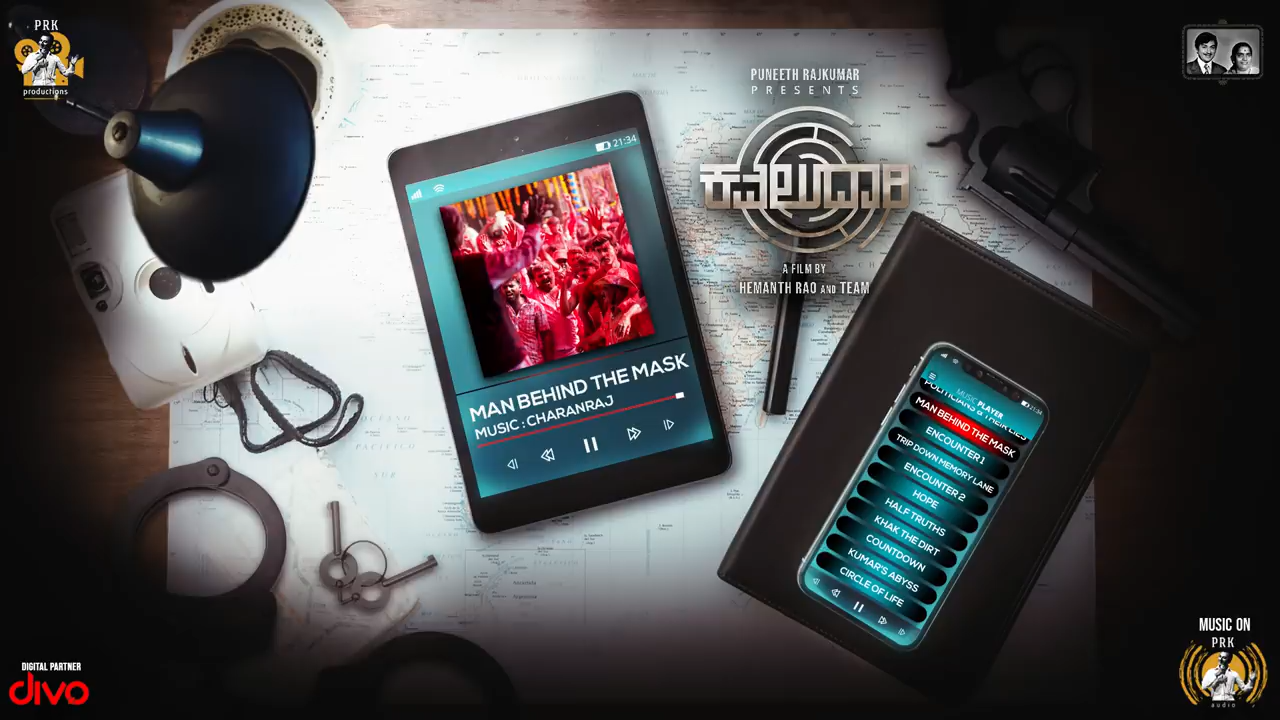 PRK
productions
PUNEETH RAJKUMAR
PRESENTS
ಕವಲುದಾರಿ
A FILM BY
HEMANTH RAO AND TEAM
21:34
MAN BEHIND THE MASK
MUSIC : CHARANRAJ
MUSIC PLAYER
21:34
POLITICIANS & THEIR LIES
MAN BEHIND THE MASK
ENCOUNTER 1
TRIP DOWN MEMORY LANE
ENCOUNTER 2
HOPE
HALF TRUTHS
KHAK THE DIRT
COUNTDOWN
KUMAR'S ABYSS
CIRCLE OF LIFE
DIGITAL PARTNER
divo
MUSIC ON
PRK
audio